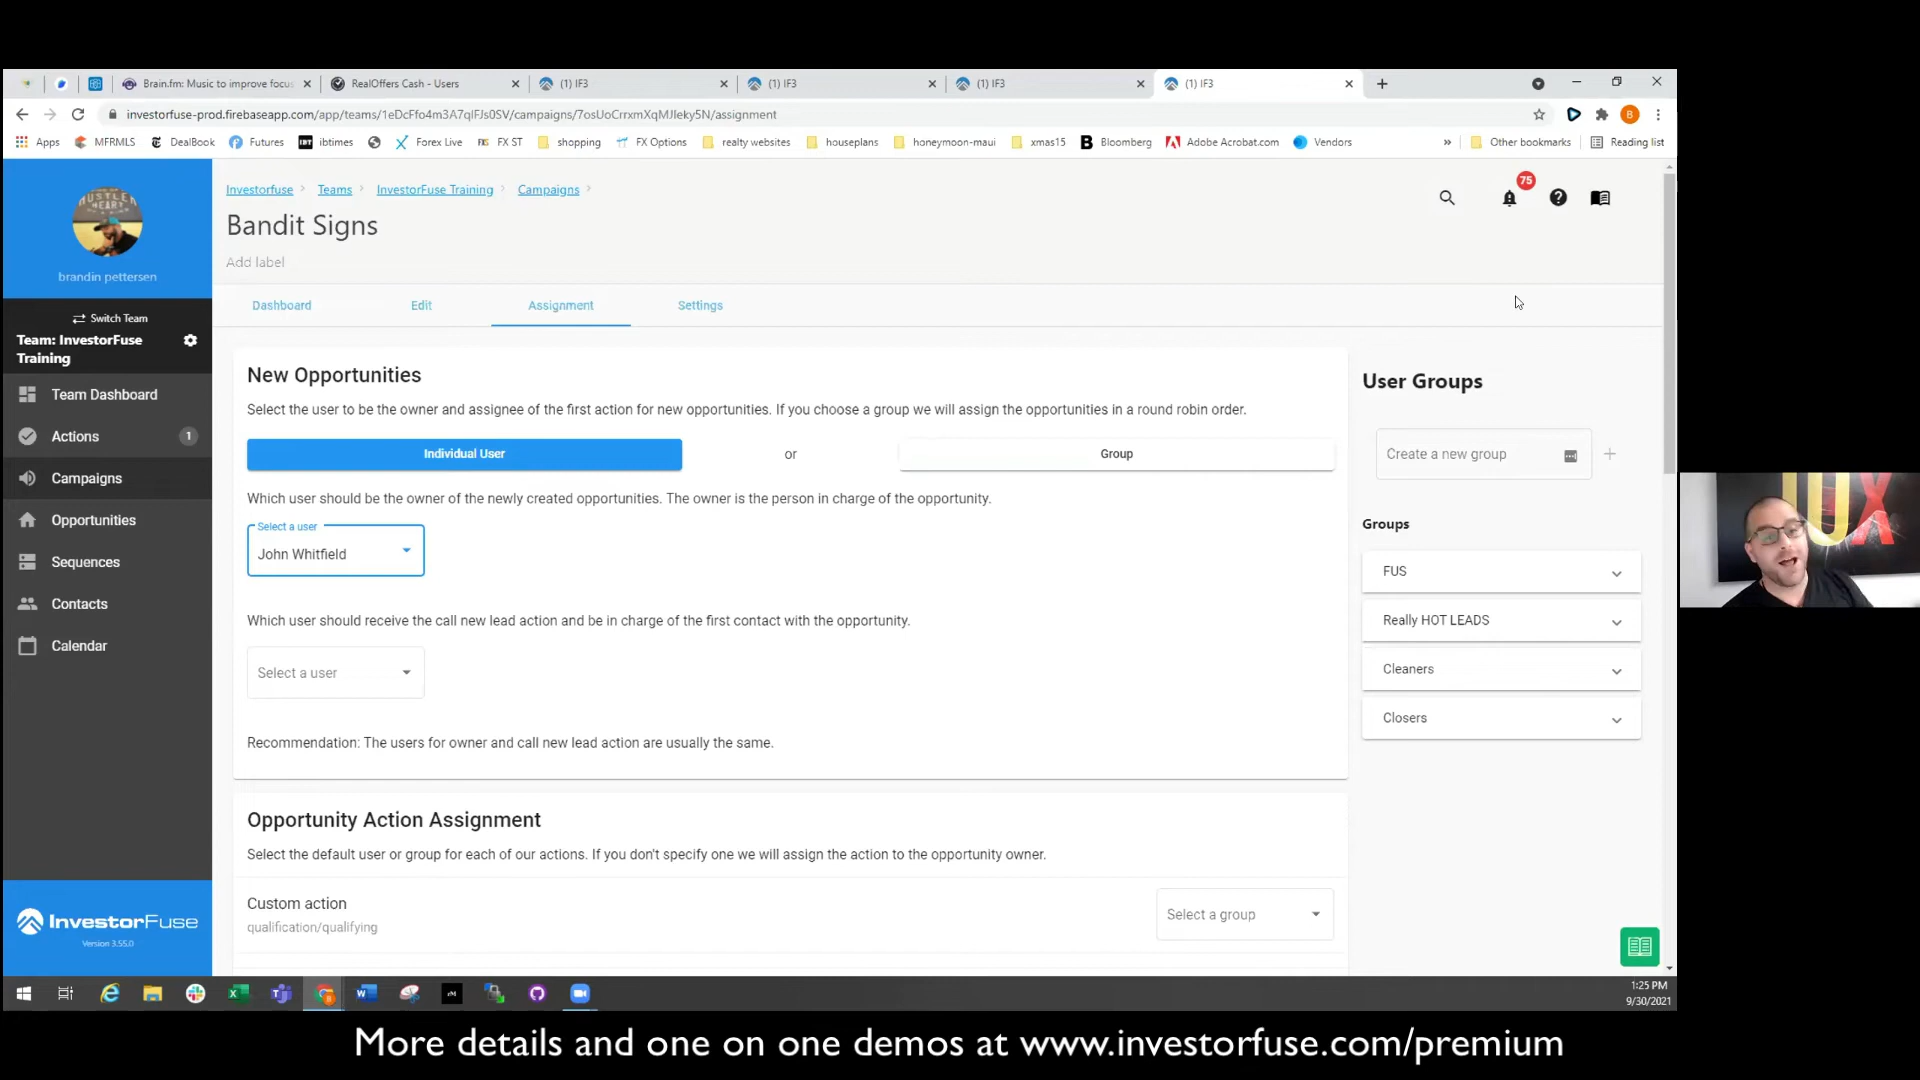 Brain.fm: Music to improve focus
RealOffers Cash - Users
(1) IF3
(1) IF3
(1) IF3
(1) IF3
investorfuse-prod.firebaseapp.com/app/teams/1eDcFfo4m3A7qIFJs0SV/campaigns/7osUoCrrxmXqMJIeky5N/assignment
B
Apps
MFRMLS
DealBook
Futures
IBT
ibtimes
Forex Live
FX ST
shopping
FX Options
realty websites
houseplans
honeymoon-maui
xmas15
B
Bloomberg
Adobe Acrobat.com
Vendors
»
Other bookmarks
Reading list
HUSTLER
HEART
brandin pettersen
Switch Team
Team: InvestorFuse
Training
Team Dashboard
Actions
1
Campaigns
Opportunities
Sequences
Contacts
Calendar
InvestorFuse
Version 3.55.0
Investorfuse
Teams
InvestorFuse Training
Campaigns
75
Bandit Signs
Add label
Dashboard
Edit
Assignment
Settings
New Opportunities
Select the user to be the owner and assignee of the first action for new opportunities. If you choose a group we will assign the opportunities in a round robin order.
Individual User
or
Group
Which user should be the owner of the newly created opportunities. The owner is the person in charge of the opportunity.
Select a user
John Whitfield
Which user should receive the call new lead action and be in charge of the first contact with the opportunity.
Select a user
Recommendation: The users for owner and call new lead action are usually the same.
Opportunity Action Assignment
Select the default user or group for each of our actions. If you don't specify one we will assign the action to the opportunity owner.
Custom action
qualification/qualifying
Select a group
User Groups
Create a new group
Groups
FUS
Really HOT LEADS
Cleaners
Closers
UX
1:25 PM
9/30/2021
More details and one on one demos at www.investorfuse.com/premium